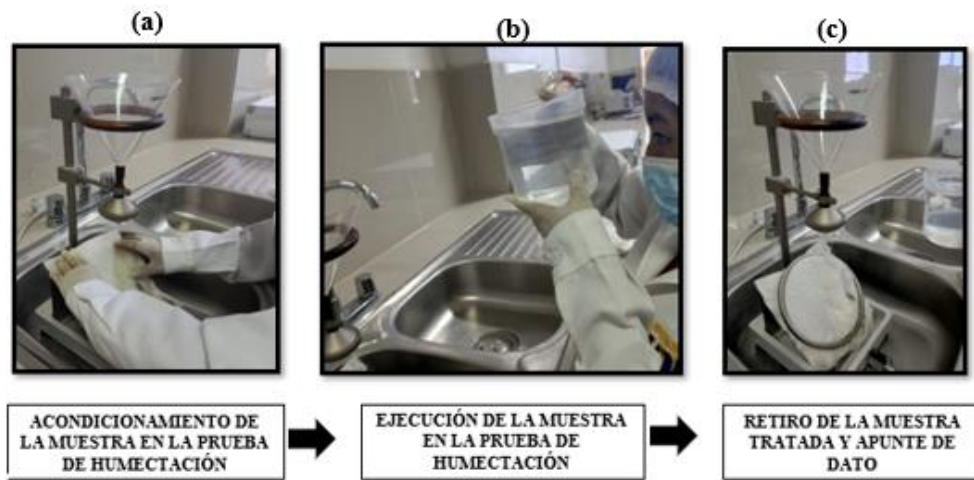 (a)
(b)
(c)
ACONDICIONAMIENTO DE
LA MUESTRA EN LA PRUEBA
DE HUMECTACIÓN
EJECUCIÓN DE LA MUESTRA
EN LA PRUEBA DE
HUMECTACIÓN
RETIRO DE LA MUESTRA
TRATADA Y APUNTE DE
DATO